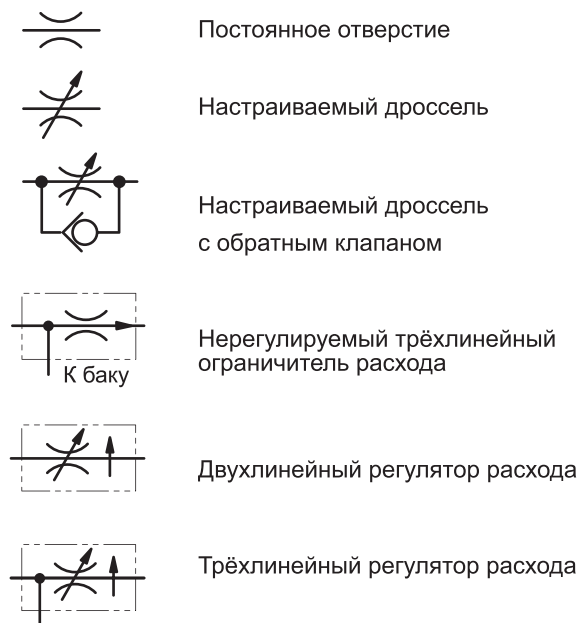 Постоянное отверстие
Настраиваемый дроссель
Настраиваемый дроссель
с обратным клапаном
Нерегулируемый трёхлинейный
ограничитель расхода
К баку
Двухлинейный регулятор расхода
Трёхлинейный регулятор расхода